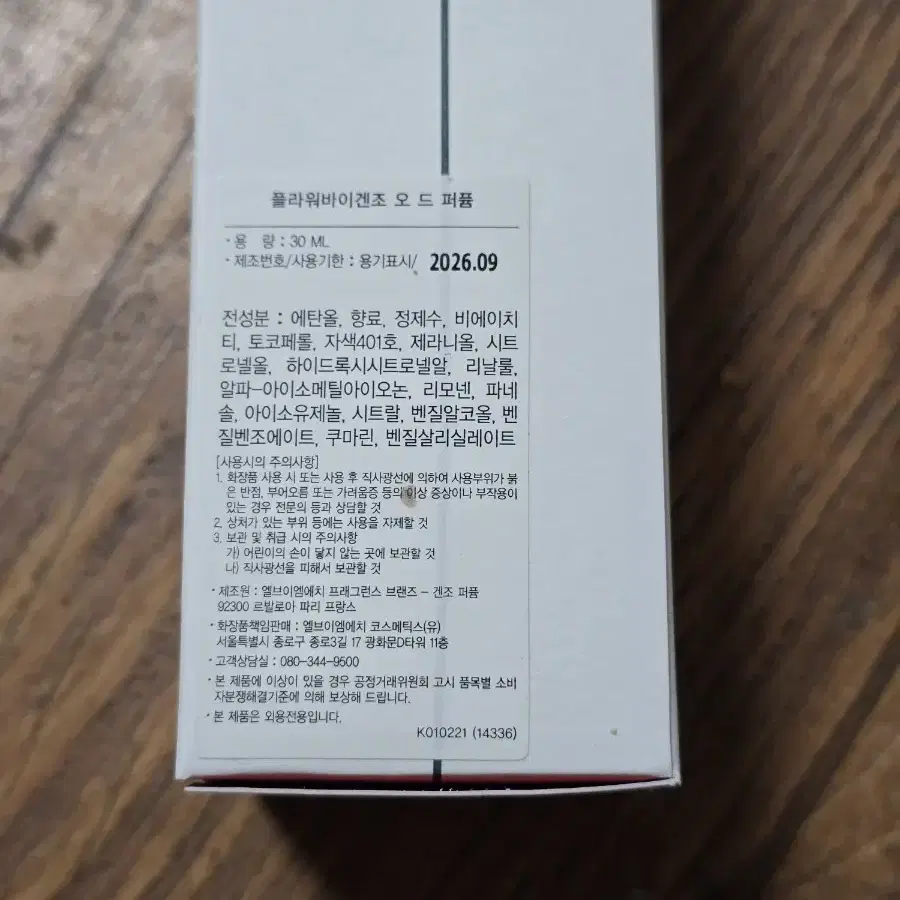 플라워바이겐조 오 드 퍼퓸
· 용 량 : 30 ML
· 제조번호/사용기한 : 용기표시/ 2026.09
전성분 : 에탄올, 향료, 정제수, 비에이치
티, 토코페롤, 자색401호, 제라니올, 시트
로넬올, 하이드록시시트로넬알, 리날룰,
알파-아이소메틸아이오논, 리모넨, 파네
솔, 아이소유제놀, 시트랄, 벤질알코올, 벤
질벤조에이트, 쿠마린, 벤질살리실레이트
[사용시의 주의사항]
1. 화장품 사용 시 또는 사용 후 직사광선에 의하여 사용부위가 붉
은 반점, 부어오름 또는 가려움증 등의 이상 증상이나 부작용이
있는 경우 전문의 등과 상담할 것
2. 상처가 있는 부위 등에는 사용을 자제할 것
3. 보관 및 취급 시의 주의사항
가) 어린이의 손이 닿지 않는 곳에 보관할 것
나) 직사광선을 피해서 보관할 것
· 제조원 : 엘브이엠에치 프래그런스 브랜즈 - 겐조 퍼퓸
92300 르발로아 파리 프랑스
· 화장품책임판매 : 엘브이엠에치 코스메틱스(유)
서울특별시 종로구 종로3길 17 광화문D타워 11층
· 고객상담실 : 080-344-9500
· 본 제품에 이상이 있을 경우 공정거래위원회 고시 품목별 소비
자분쟁해결기준에 의해 보상해 드립니다.
· 본 제품은 외용전용입니다.
K010221 (14336)